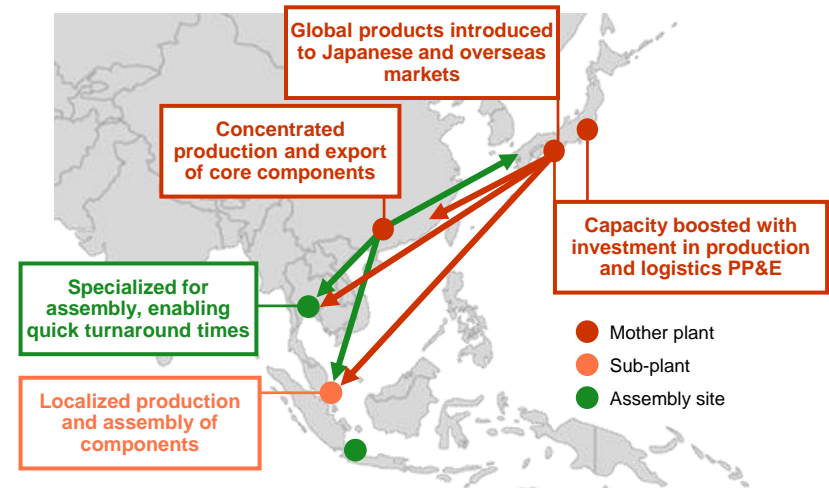 Global products introduced
to Japanese and overseas
markets
Concentrated
production and export
of core components
Capacity boosted with
investment in production
and logistics PP&E
Specialized for
assembly, enabling
quick turnaround times
Localized production
and assembly of
components
Mother plant
Sub-plant
Assembly site